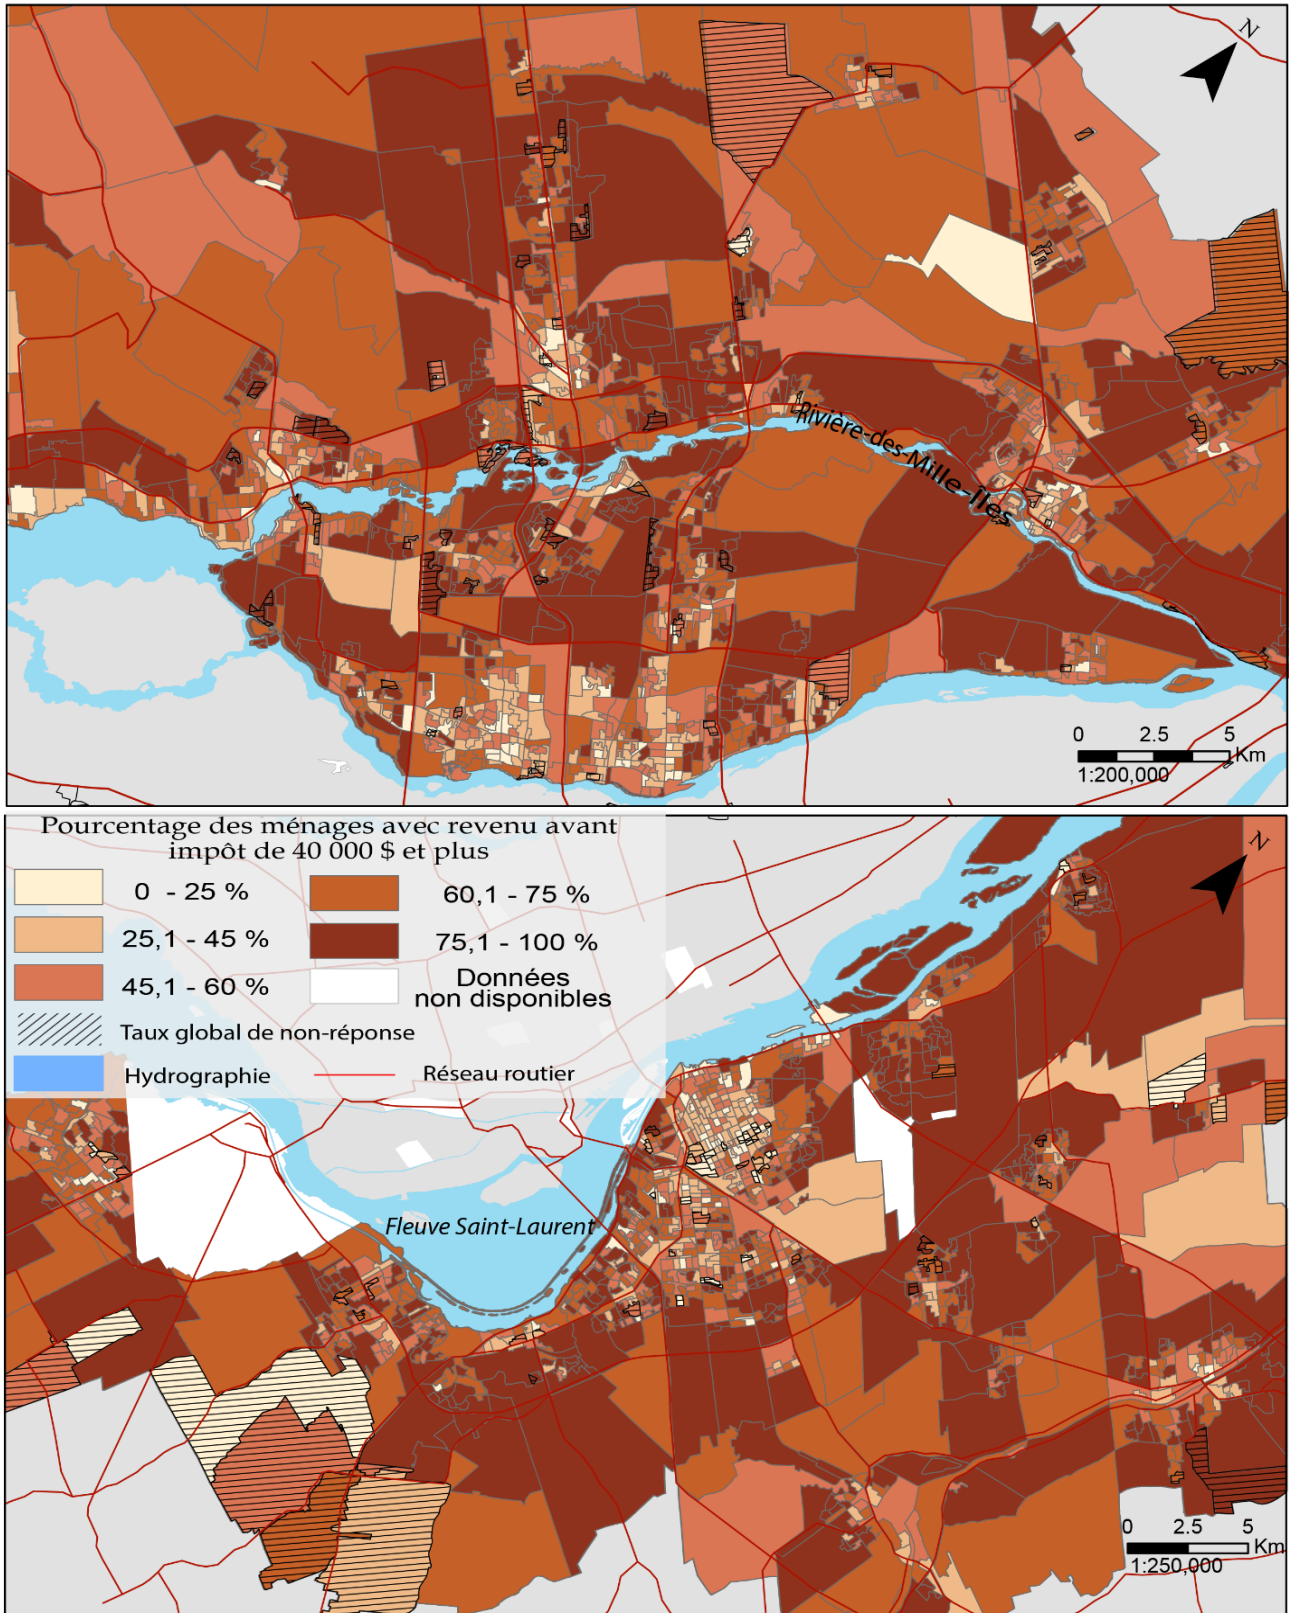 N
Rivière-des-Mille-Îles
0 2.5 5
Km
1:200,000
Pourcentage des ménages avec revenu avant
impôt de 40 000 $ et plus
0 - 25 %
60,1 - 75 %
25,1 - 45 %
75,1 - 100 %
45,1 - 60 %
Données
non disponibles
Taux global de non-réponse
Hydrographie
Réseau routier
N
Fleuve Saint-Laurent
0 2.5 5
Km
1:250,000